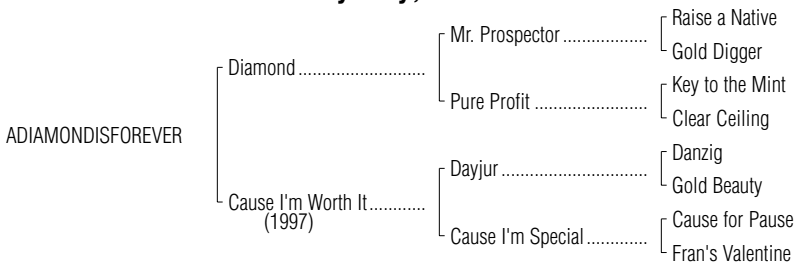 Raise a Native
Mr. Prospector ..................
Gold Digger
Diamond ...........................
Key to the Mint
Pure Profit ........................
Clear Ceiling
ADIAMONDISFOREVER
Danzig
Dayjur ...............................
Gold Beauty
Cause I'm Worth It ............
(1997)
Cause for Pause
Cause I'm Special .............
Fran's Valentine